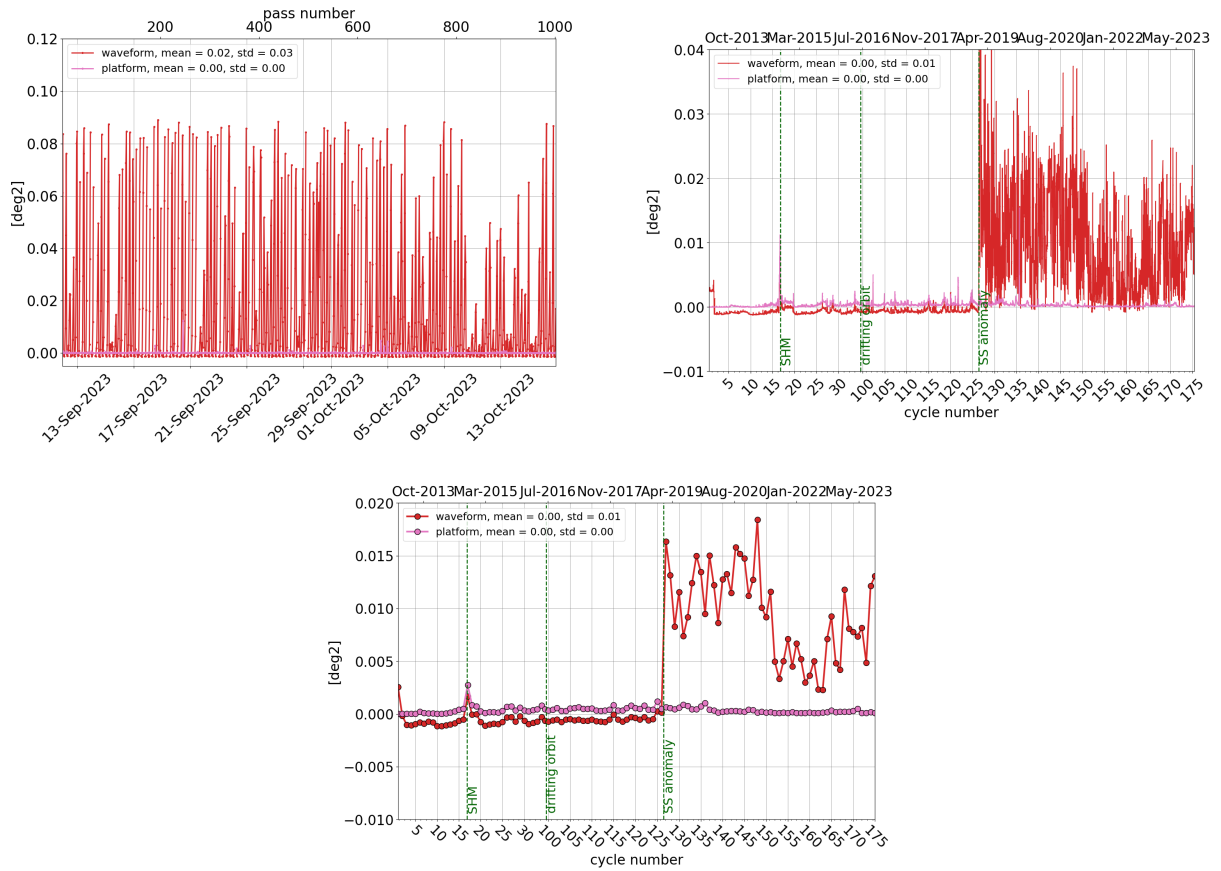 pass number
200 400 600 800 1000
0.12
0.10
0.08
0.06
0.04
0.02
0.00
[deg2]
waveform, mean = 0.02, std = 0.03
platform, mean = 0.00, std = 0.00
13-Sep-2023 17-Sep-2023 21-Sep-2023 25-Sep-2023 29-Sep-2023 01-Oct-2023 05-Oct-2023 09-Oct-2023 13-Oct-2023
Oct-2013 Mar-2015 Jul-2016 Nov-2017 Apr-2019 Aug-2020 Jan-2022 May-2023
0.04
0.03
0.02
0.01
0.00
−0.01
[deg2]
waveform, mean = 0.00, std = 0.01
platform, mean = 0.00, std = 0.00
SHM
drifting orbit
SS anomaly
5 10 15 20 25 30 100 105 110 115 120 125 130 135 140 145 150 155 160 165 170 175
cycle number
Oct-2013 Mar-2015 Jul-2016 Nov-2017 Apr-2019 Aug-2020 Jan-2022 May-2023
0.020
0.015
0.010
0.005
0.000
−0.005
−0.010
[deg2]
waveform, mean = 0.00, std = 0.01
platform, mean = 0.00, std = 0.00
SHM
drifting orbit
SS anomaly
5 10 15 20 25 30 100 105 110 115 120 125 130 135 140 145 150 155 160 165 170 175
cycle number